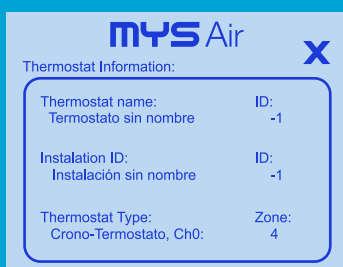 mys Air
X
Thermostat Information:
Thermostat name: ID:
Termostato sin nombre -1
Instalation ID: ID:
Instalación sin nombre -1
Thermostat Type: Zone:
Crono-Termostato, Ch0: 4